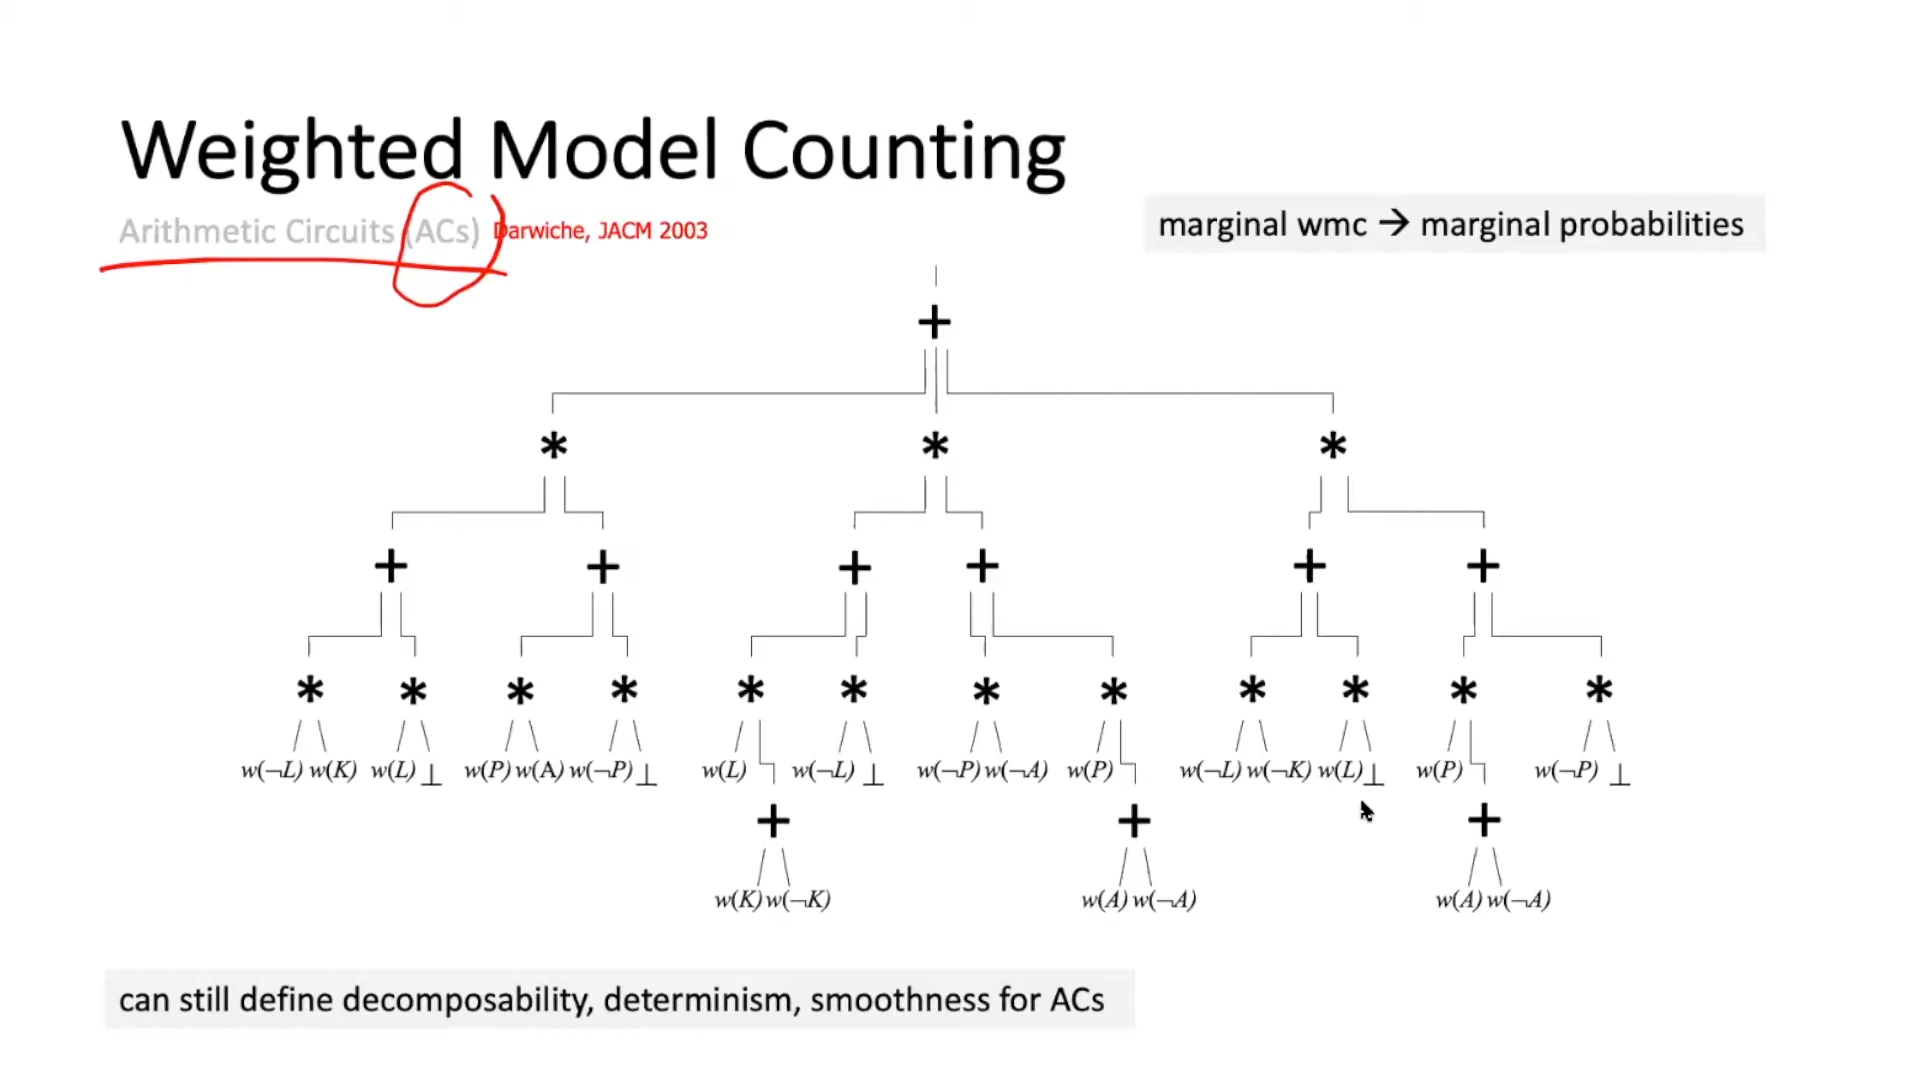 Weighted Model Counting
Arithmetic Circuits (ACs) Darwiche, JACM 2003
marginal wmc → marginal probabilities
+
* * *
+ + + + + +
* * * * * * * * * * * *
w(¬L) w(K) w(L) ⊥ w(P) w(A) w(¬P) ⊥ w(L) w(¬L) ⊥ w(¬P) w(¬A) w(P) w(¬L) w(¬K) w(L) ⊥ w(P) w(¬P) ⊥
+ + +
w(K) w(¬K) w(A) w(¬A) w(A) w(¬A)
can still define decomposability, determinism, smoothness for ACs